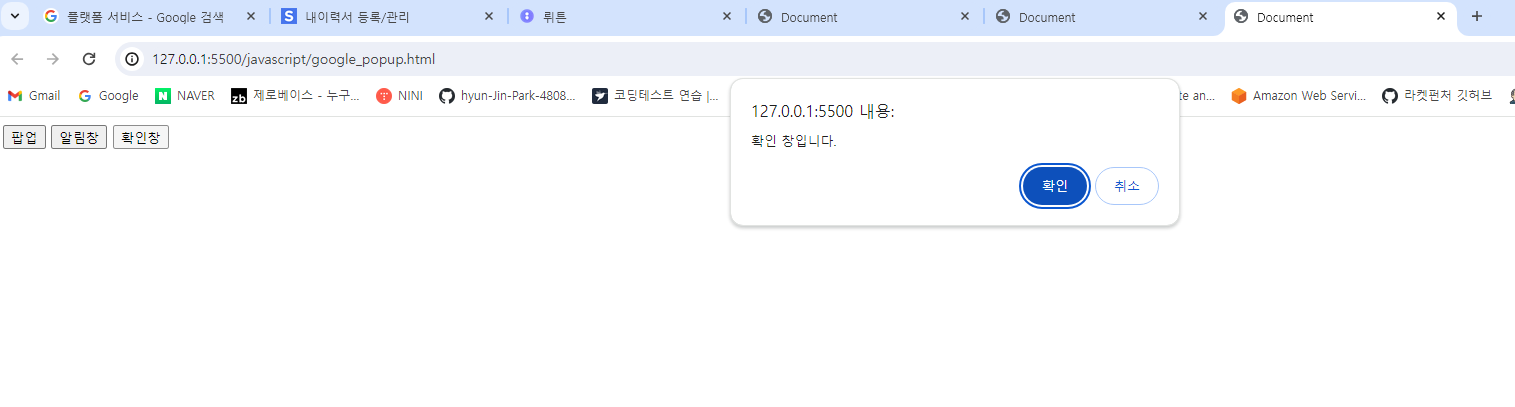 플랫폼 서비스 - Google 검색
내이력서 등록/관리
뤼튼
Document
Document
Document
127.0.0.1:5500/javascript/google_popup.html
Gmail
Google
NAVER
zb 제로베이스 - 누구...
NINI
hyun-Jin-Park-4808...
코딩테스트 연습 |...
te an...
Amazon Web Servi...
라켓펀처 깃허브
팝업
알림창
확인창
127.0.0.1:5500 내용:
확인 창입니다.
확인
취소